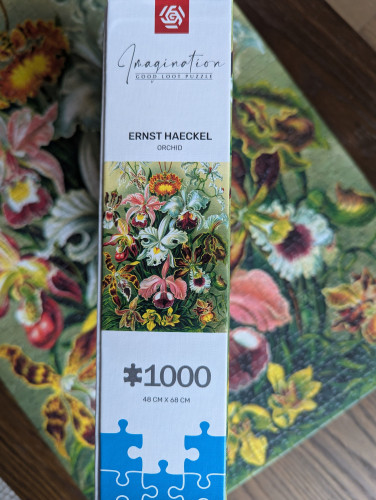 Imagination
GOOD LOOT PUZZLE
ERNST HAECKEL
ORCHID
1000
48 CM X 68 CM